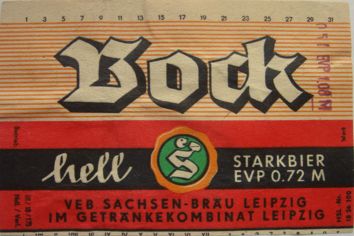 1 3 5 7 9 11 13 15 17 19 21 23 25 27 29 31
Bock
hell
S
STARKBIER
EVP 0.72 M
VEB SACHSEN-BRÄU LEIPZIG
IM GETRÄNKEKOMBINAT LEIPZIG